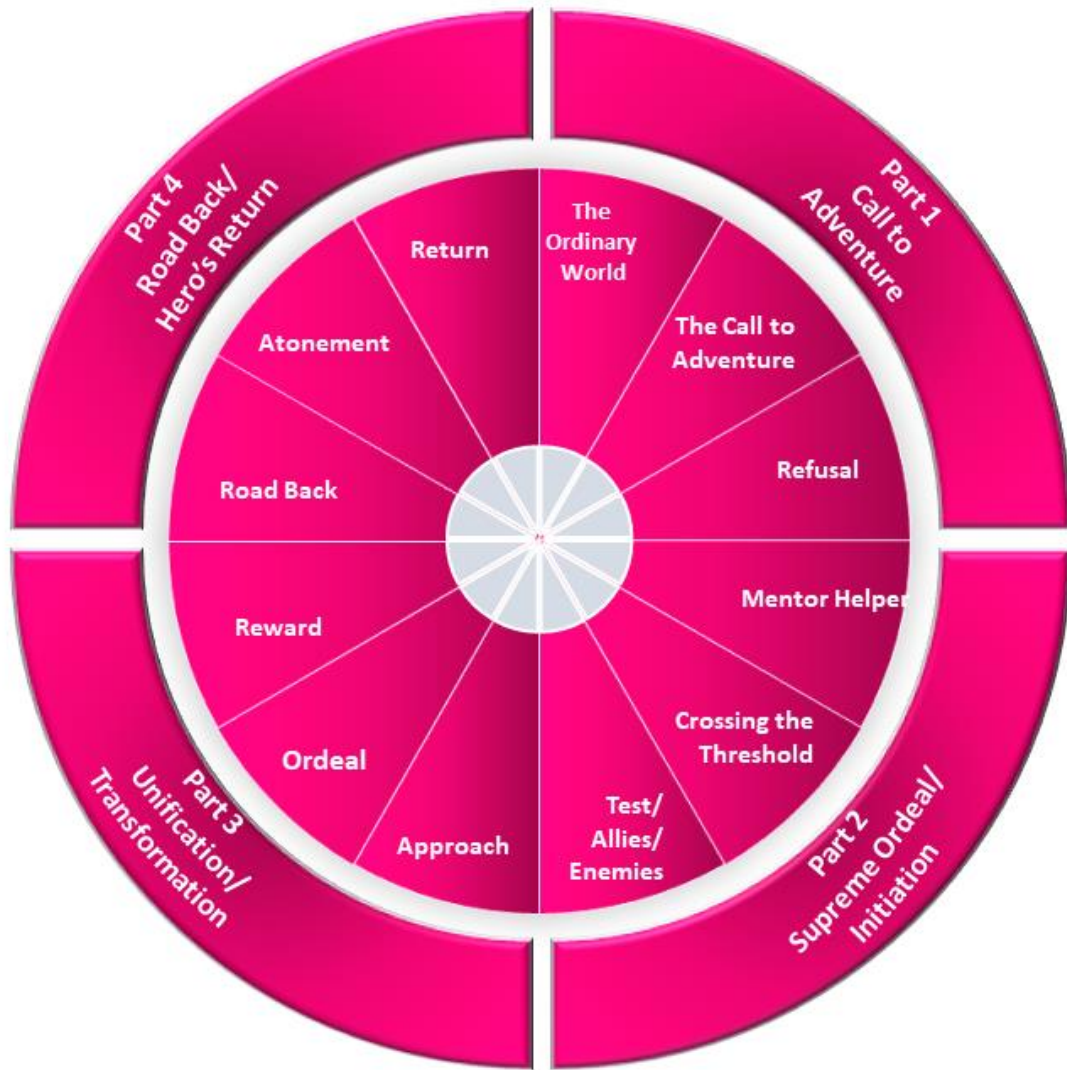 Part 1
Call to
Adventure
The
Ordinary
World
The Call to
Adventure
Refusal
Part 2
Supreme Ordeal/
Initiation
Mentor Helper
Crossing the
Threshold
Test/
Allies/
Enemies
Part 3
Unification/
Transformation
Approach
Ordeal
Reward
Part 4
Road Back/
Hero’s Return
Road Back
Atonement
Return